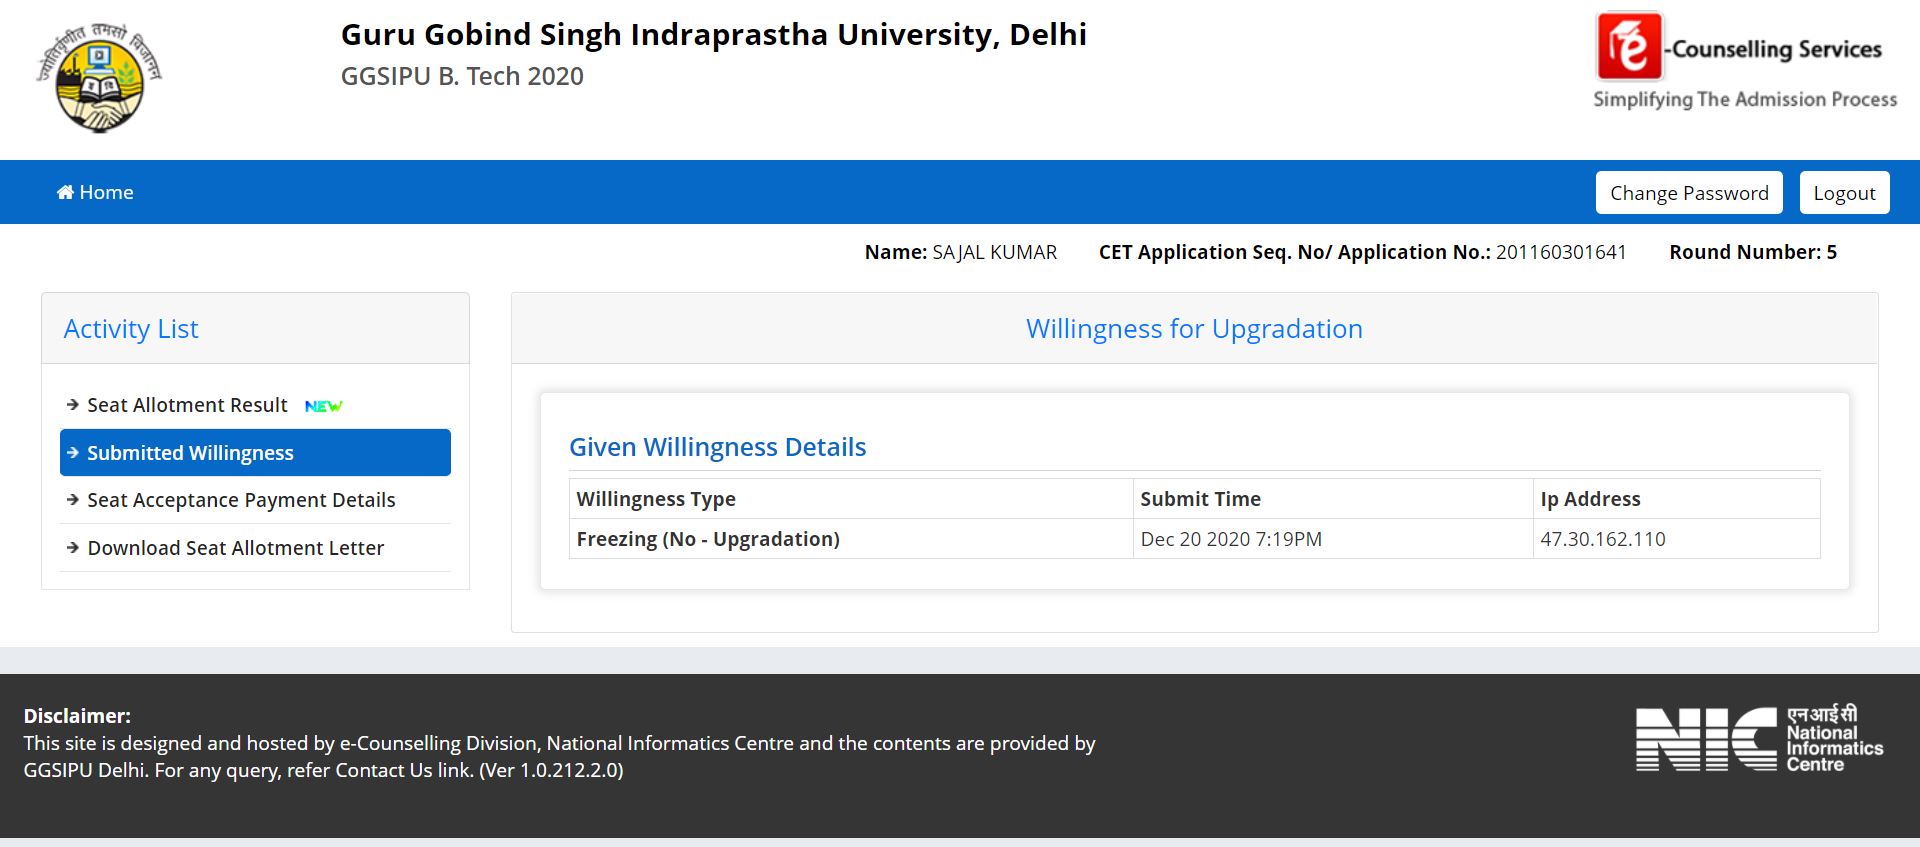 ज्योतिर्वृणीत तमसो विजानन
Guru Gobind Singh Indraprastha University, Delhi
GGSIPU B. Tech 2020
e-Counselling Services
Simplifying The Admission Process
Home
Change Password
Logout
Name: SAJAL KUMAR CET Application Seq. No/ Application No.: 201160301641 Round Number: 5
Activity List
Seat Allotment Result NEW
Submitted Willingness
Seat Acceptance Payment Details
Download Seat Allotment Letter
Willingness for Upgradation
Given Willingness Details
Willingness Type Submit Time Ip Address
Freezing (No - Upgradation) Dec 20 2020 7:19PM 47.30.162.110
Disclaimer:
This site is designed and hosted by e-Counselling Division, National Informatics Centre and the contents are provided by
GGSIPU Delhi. For any query, refer Contact Us link. (Ver 1.0.212.2.0)
NIC
एन आई सी
National
Informatics
Centre